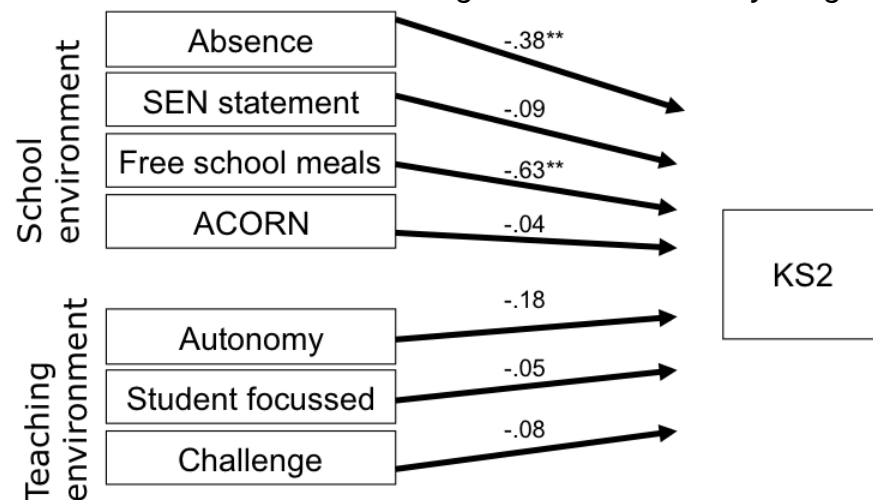 School
environment
Absence
SEN statement
Free school meals
ACORN
-.38**
-.09
-.63**
-.04
Teaching
environment
Autonomy
Student focussed
Challenge
-.18
-.05
-.08
KS2